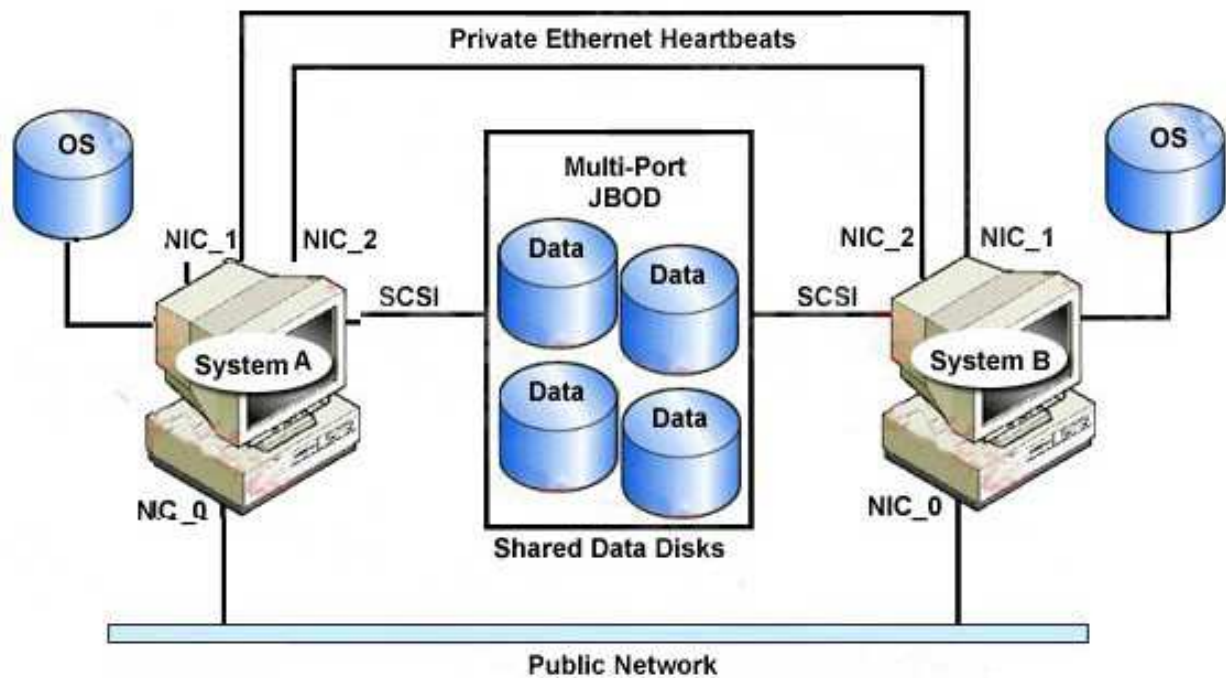 Private Ethernet Heartbeats
OS
OS
Multi-Port
JBOD
NIC_1
NIC_2
NIC_2
NIC_1
Data
Data
SCSI
SCSI
System A
System B
Data
Data
NIC_0
NIC_0
Shared Data Disks
Public Network